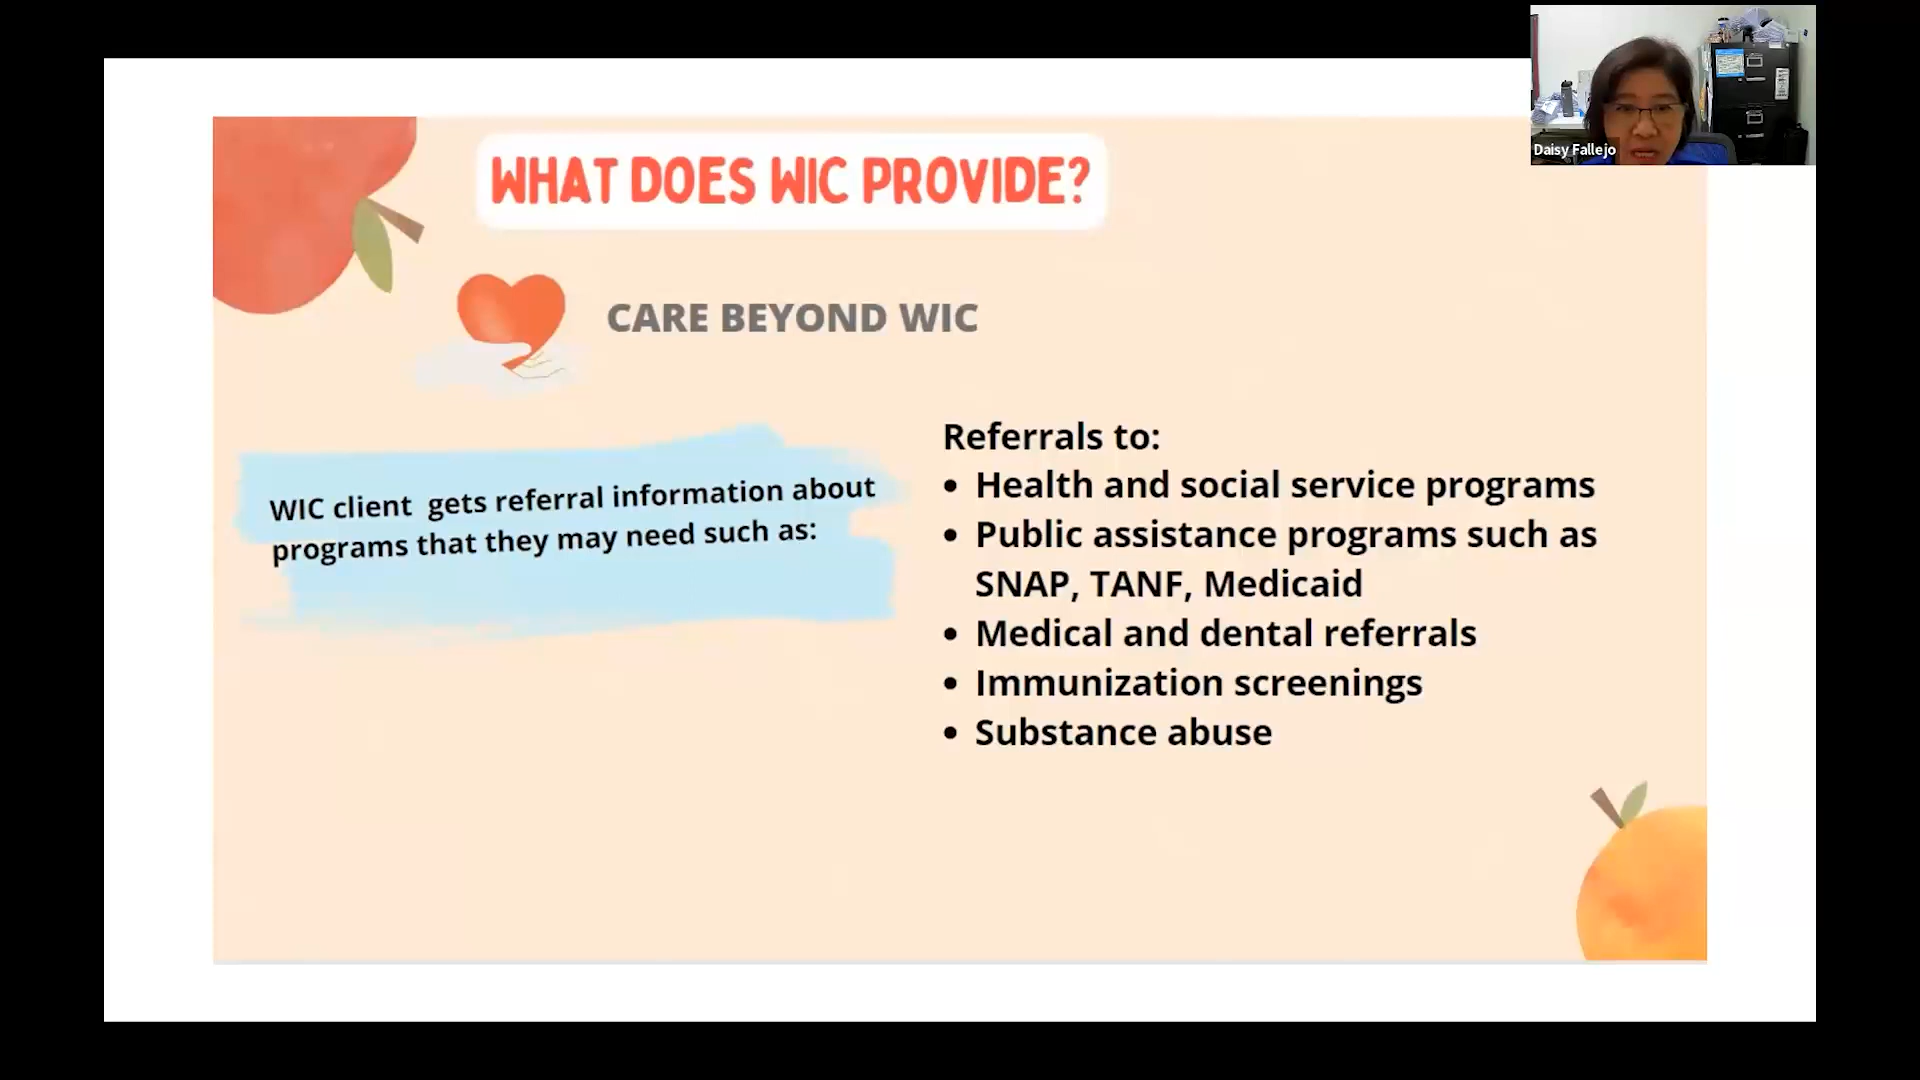 WHAT DOES WIC PROVIDE?
Daisy Fallejo
CARE BEYOND WIC
WIC client gets referral information about
programs that they may need such as:
Referrals to:
• Health and social service programs
• Public assistance programs such as
SNAP, TANF, Medicaid
• Medical and dental referrals
• Immunization screenings
• Substance abuse